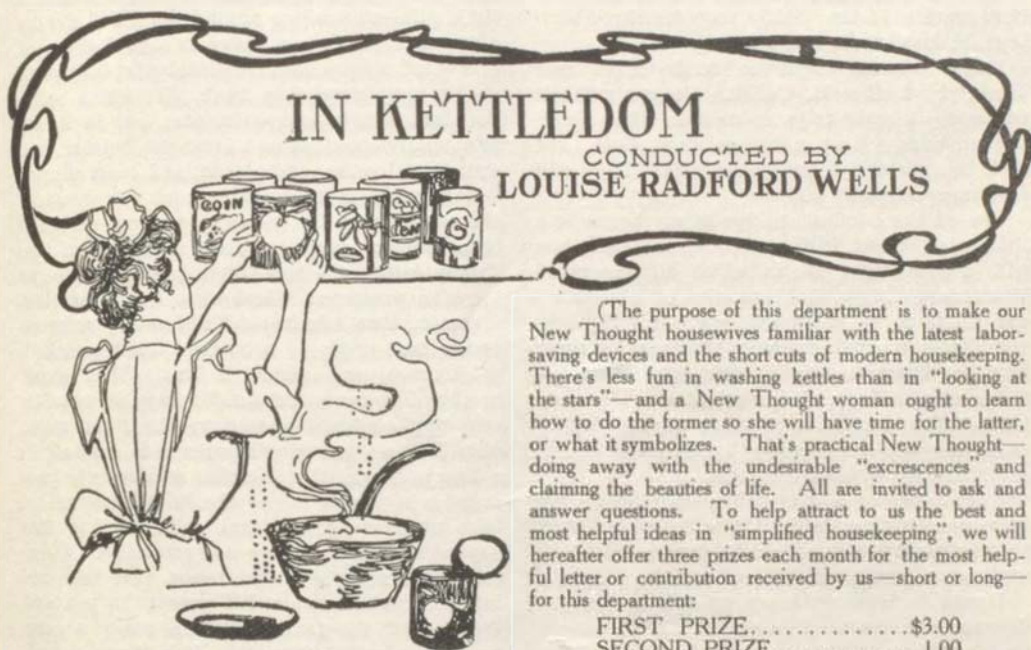 IN KETTLEDOM
CONDUCTED BY
LOUISE RADFORD WELLS
CORN
(The purpose of this department is to make our
New Thought housewives familiar with the latest labor-
saving devices and the short cuts of modern housekeeping.
There's less fun in washing kettles than in "looking at
the stars"—and a New Thought woman ought to learn
how to do the former so she will have time for the latter,
or what it symbolizes. That's practical New Thought—
doing away with the undesirable "excrescences" and
claiming the beauties of life. All are invited to ask and
answer questions. To help attract to us the best and
most helpful ideas in "simplified housekeeping", we will
hereafter offer three prizes each month for the most help-
ful letter or contribution received by us—short or long—
for this department:
FIRST PRIZE..............$3.00
SECOND PRIZE............ 1.00